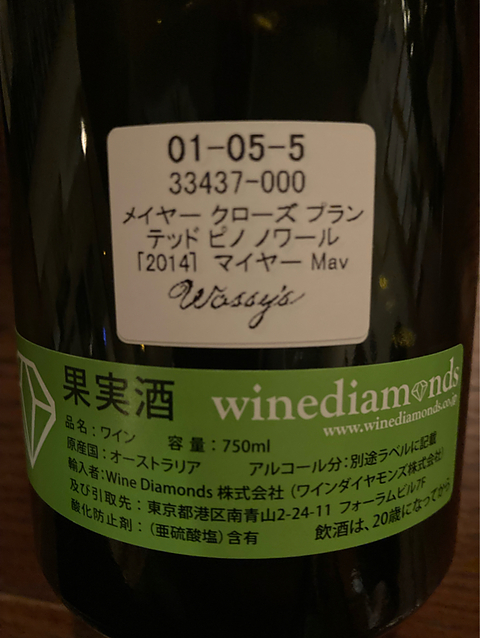 01-05-5
33437-000
メイヤー クローズ プラン
テッド ピノ ノワール
「2014」 マイヤー Mav
Wassy's
果実酒
winediamonds
www.winediamonds.co.jp
品名：ワイン 容量：750ml
原産国：オーストラリア アルコール分：別途ラベルに記載
輸入者：Wine Diamonds 株式会社（ワインダイヤモンズ株式会社）
及び引取先：東京都港区南青山2-24-11 フォーラムビル7F
酸化防止剤：（亜硫酸塩）含有 飲酒は、20歳になってから